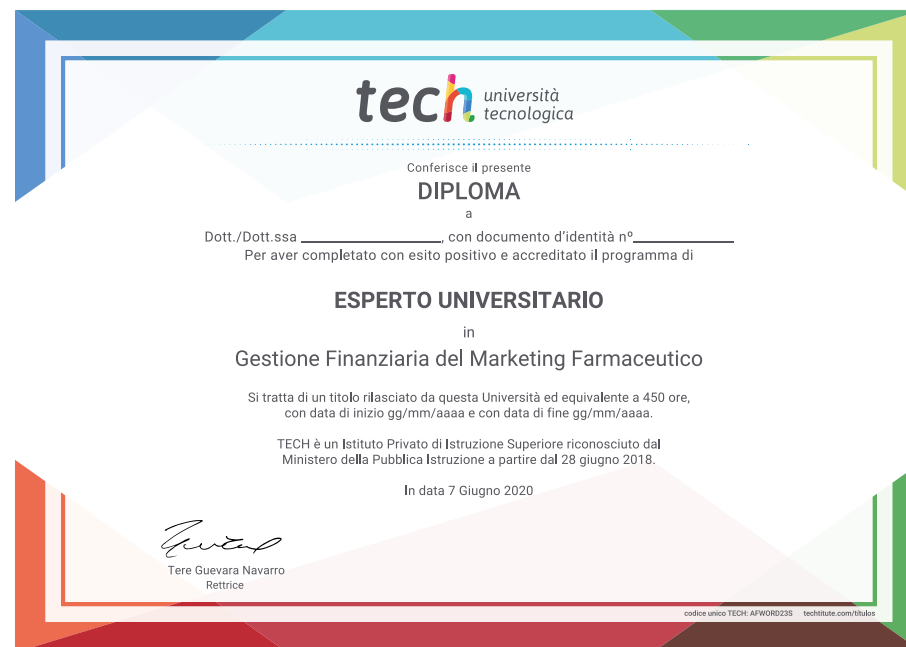 tech università
tecnologica
Conferisce il presente
DIPLOMA
a
Dott./Dott.ssa ____________________, con documento d'identità nº______________
Per aver completato con esito positivo e accreditato il programma di
ESPERTO UNIVERSITARIO
in
Gestione Finanziaria del Marketing Farmaceutico
Si tratta di un titolo rilasciato da questa Università ed equivalente a 450 ore,
con data di inizio gg/mm/aaaa e con data di fine gg/mm/aaaa.
TECH è un Istituto Privato di Istruzione Superiore riconosciuto dal
Ministero della Pubblica Istruzione a partire dal 28 giugno 2018.
In data 7 Giugno 2020
Tere Guevara Navarro
Rettrice
codice unico TECH: AFWORD23S techtitute.com/titulos